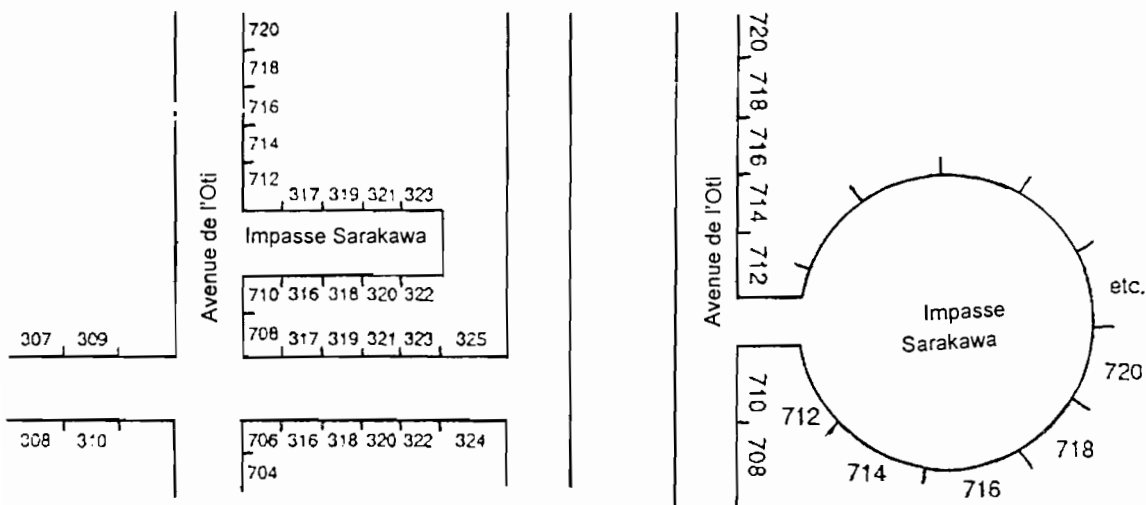 720
718
716
714
712
317 319 321 323
Avenue de l'Oti
Impasse Sarakawa
710 316 318 320 322
708 317 319 321 323 325
307 309
308 310
706 316 318 320 322 324
704
720
718
716
714
712
Avenue de l'Oti
Impasse
Sarakawa
etc.
710
708
712
714
716
718
720